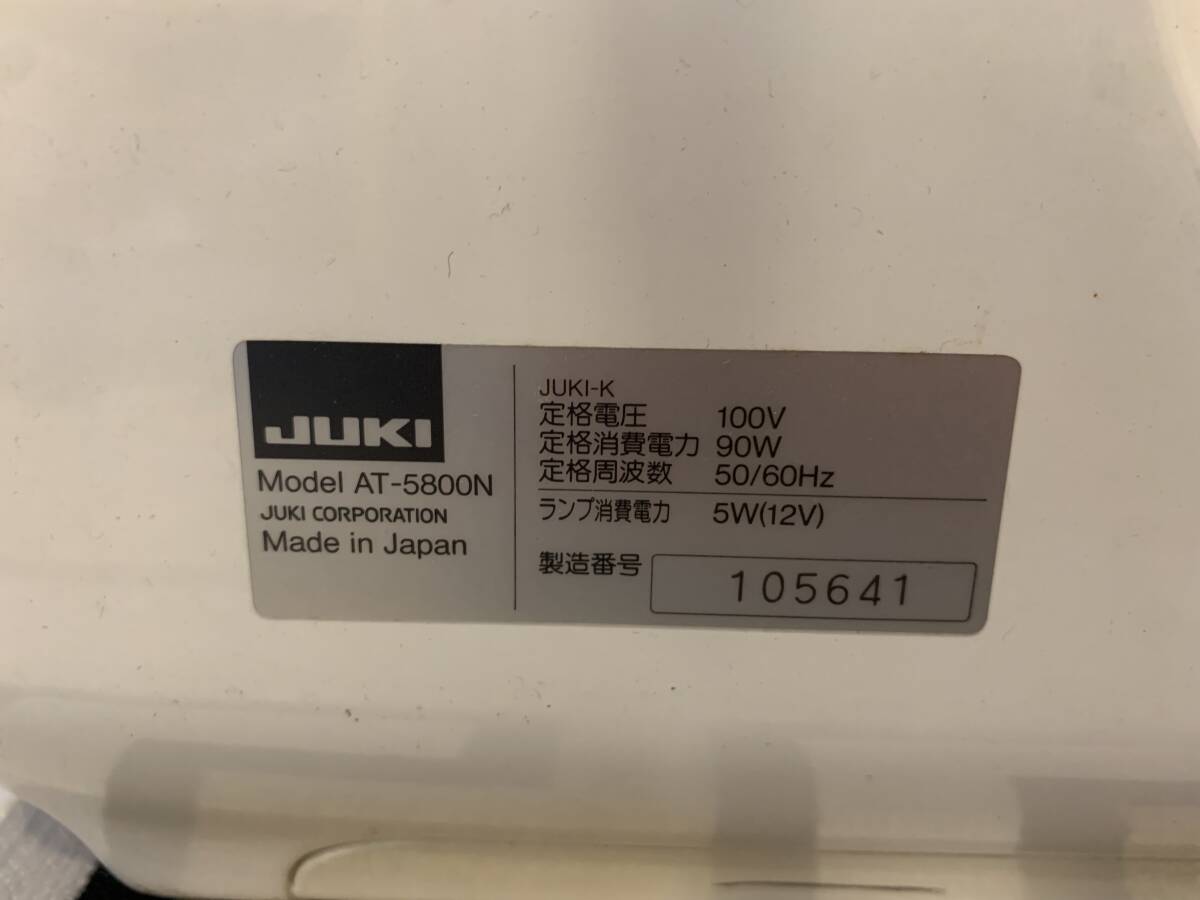 JUKI
Model AT-5800N
JUKI CORPORATION
Made in Japan
JUKI-K
定格電圧 100V
定格消費電力 90W
定格周波数 50/60Hz
ランプ消費電力 5W(12V)
製造番号 105641